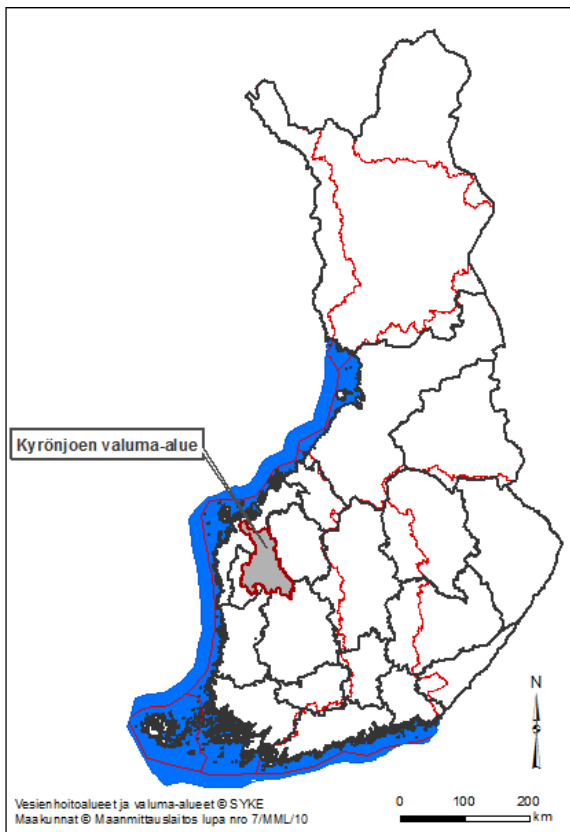 Kyrönjoen valuma-alue
N
Vesienhoitoalueet ja valuma-alueet © SYKE
Maakunnat © Maanmittauslaitos lupa nro 7/MML/10
0 100 200
km